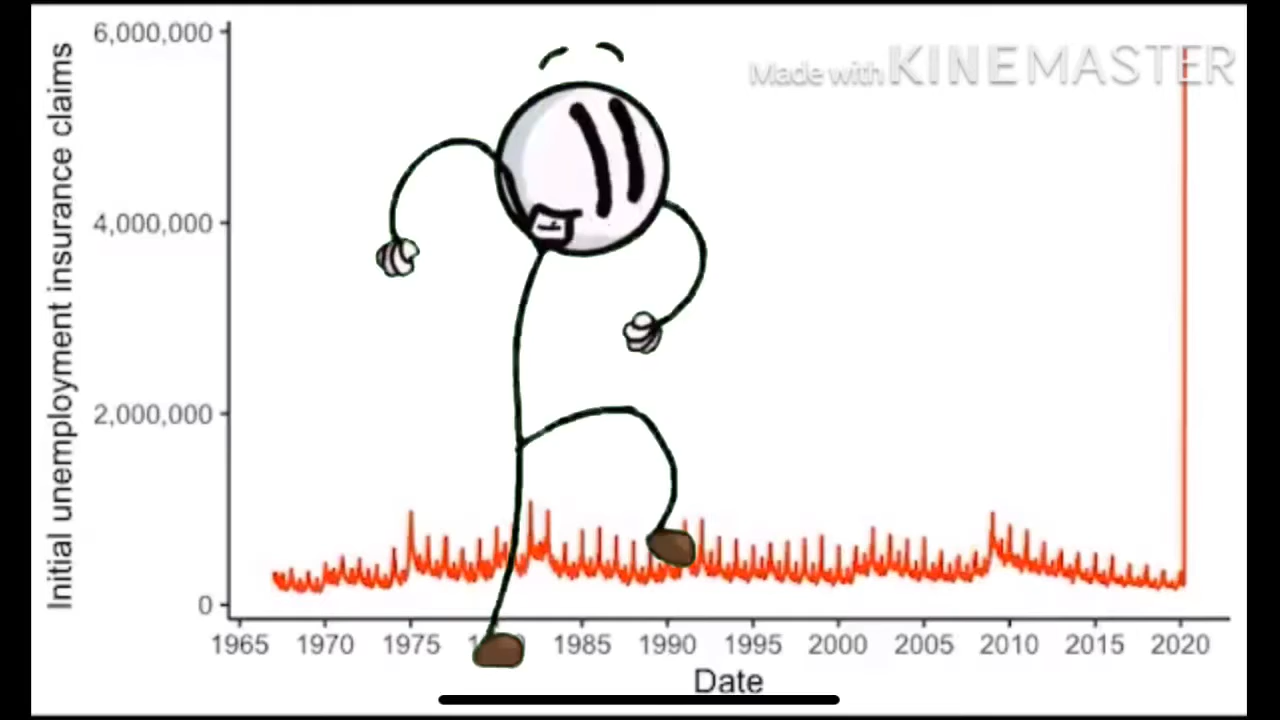 6,000,000
Made with KINEMASTER
Initial unemployment insurance claims
4,000,000
2,000,000
0
1965 1970 1975 1985 1990 1995 2000 2005 2010 2015 2020
Date